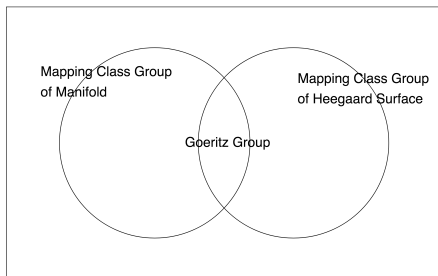 Mapping Class Group
of Manifold
Mapping Class Group
of Heegaard Surface
Goeritz Group